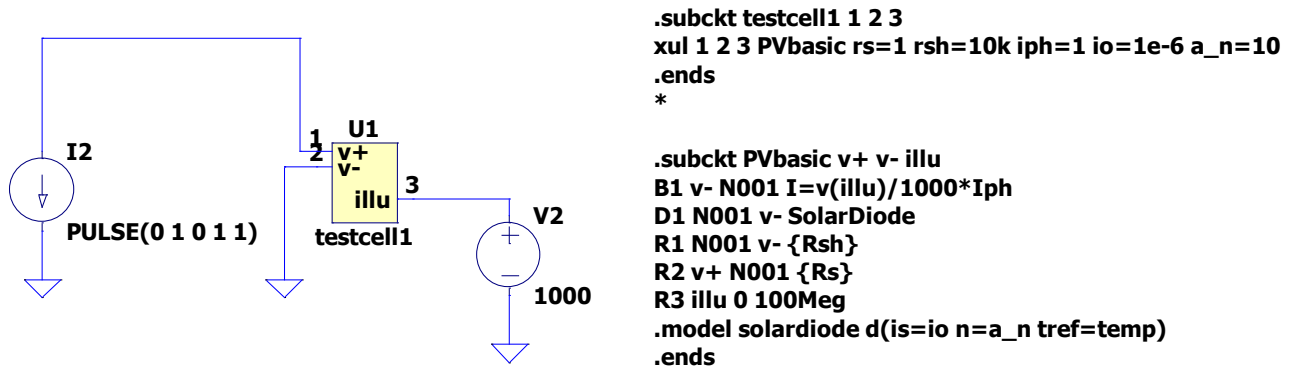 .subckt testcell1 1 2 3
xul 1 2 3 PVbasic rs=1 rsh=10k iph=1 io=1e-6 a_n=10
.ends
*
.subckt PVbasic v+ v- illu
B1 v- N001 I=v(illu)/1000*Iph
D1 N001 v- SolarDiode
R1 N001 v- {Rsh}
R2 v+ N001 {Rs}
R3 illu 0 100Meg
.model solardiode d(is=io n=a_n tref=temp)
.ends
I2
PULSE(0 1 0 1 1)
U1
1
2
v+
v-
illu
3
testcell1
V2
1000